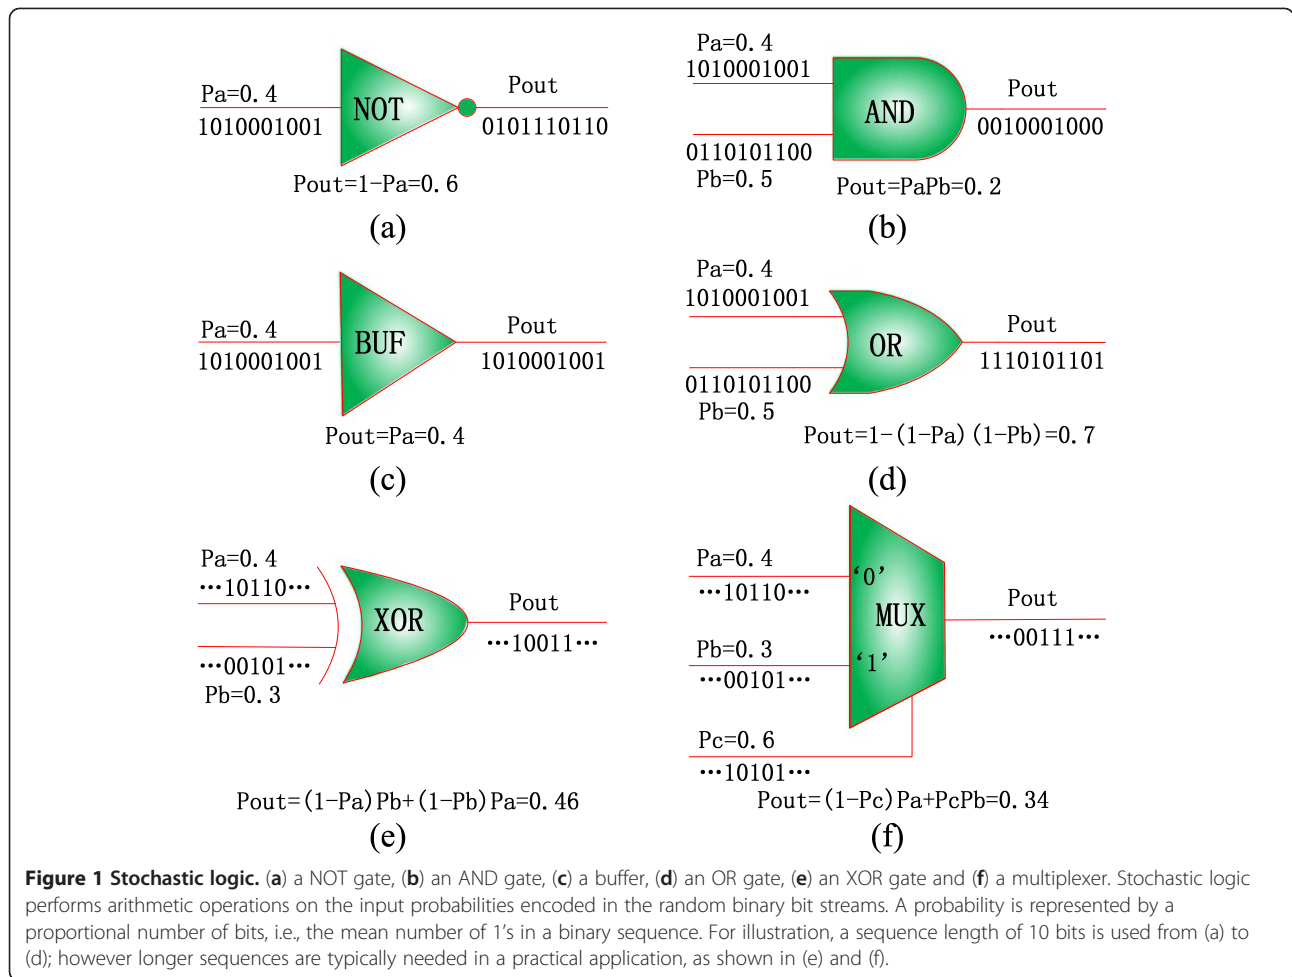 Pa=0.4
1010001001
NOT
Pout
0101110110
Pout=1-Pa=0.6
(a)
Pa=0.4
1010001001
0110101100
Pb=0.5
AND
Pout
0010001000
Pout=PaPb=0.2
(b)
Pa=0.4
1010001001
BUF
Pout
1010001001
Pout=Pa=0.4
(c)
Pa=0.4
1010001001
0110101100
Pb=0.5
OR
Pout
1110101101
Pout=1-(1-Pa)(1-Pb)=0.7
(d)
Pa=0.4
…10110…
…00101…
Pb=0.3
XOR
Pout
…10011…
Pout=(1-Pa)Pb+(1-Pb)Pa=0.46
(e)
Pa=0.4
…10110…
Pb=0.3
…00101…
Pc=0.6
…10101…
‘0’
MUX
‘1’
Pout
…00111…
Pout=(1-Pc)Pa+PcPb=0.34
(f)
Figure 1 Stochastic logic. (a) a NOT gate, (b) an AND gate, (c) a buffer, (d) an OR gate, (e) an XOR gate and (f) a multiplexer. Stochastic logic
performs arithmetic operations on the input probabilities encoded in the random binary bit streams. A probability is represented by a
proportional number of bits, i.e., the mean number of 1’s in a binary sequence. For illustration, a sequence length of 10 bits is used from (a) to
(d); however longer sequences are typically needed in a practical application, as shown in (e) and (f).